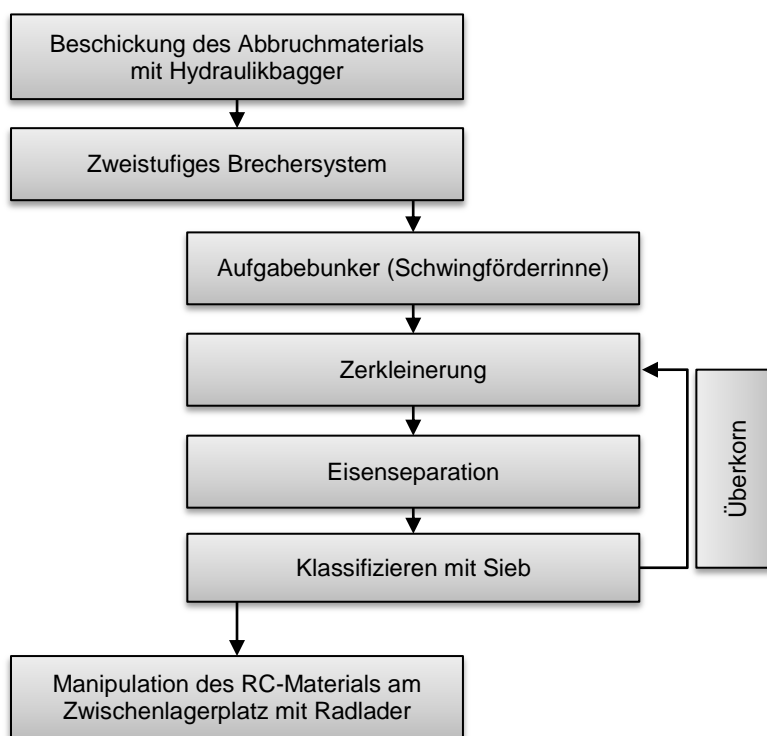 Beschickung des Abbruchmaterials
mit Hydraulikbagger
Zweistufiges Brechersystem
Aufgabebunker (Schwingförderrinne)
Zerkleinerung
Eisenseparation
Klassifizieren mit Sieb
Überkorn
Manipulation des RC-Materials am
Zwischenlagerplatz mit Radlader